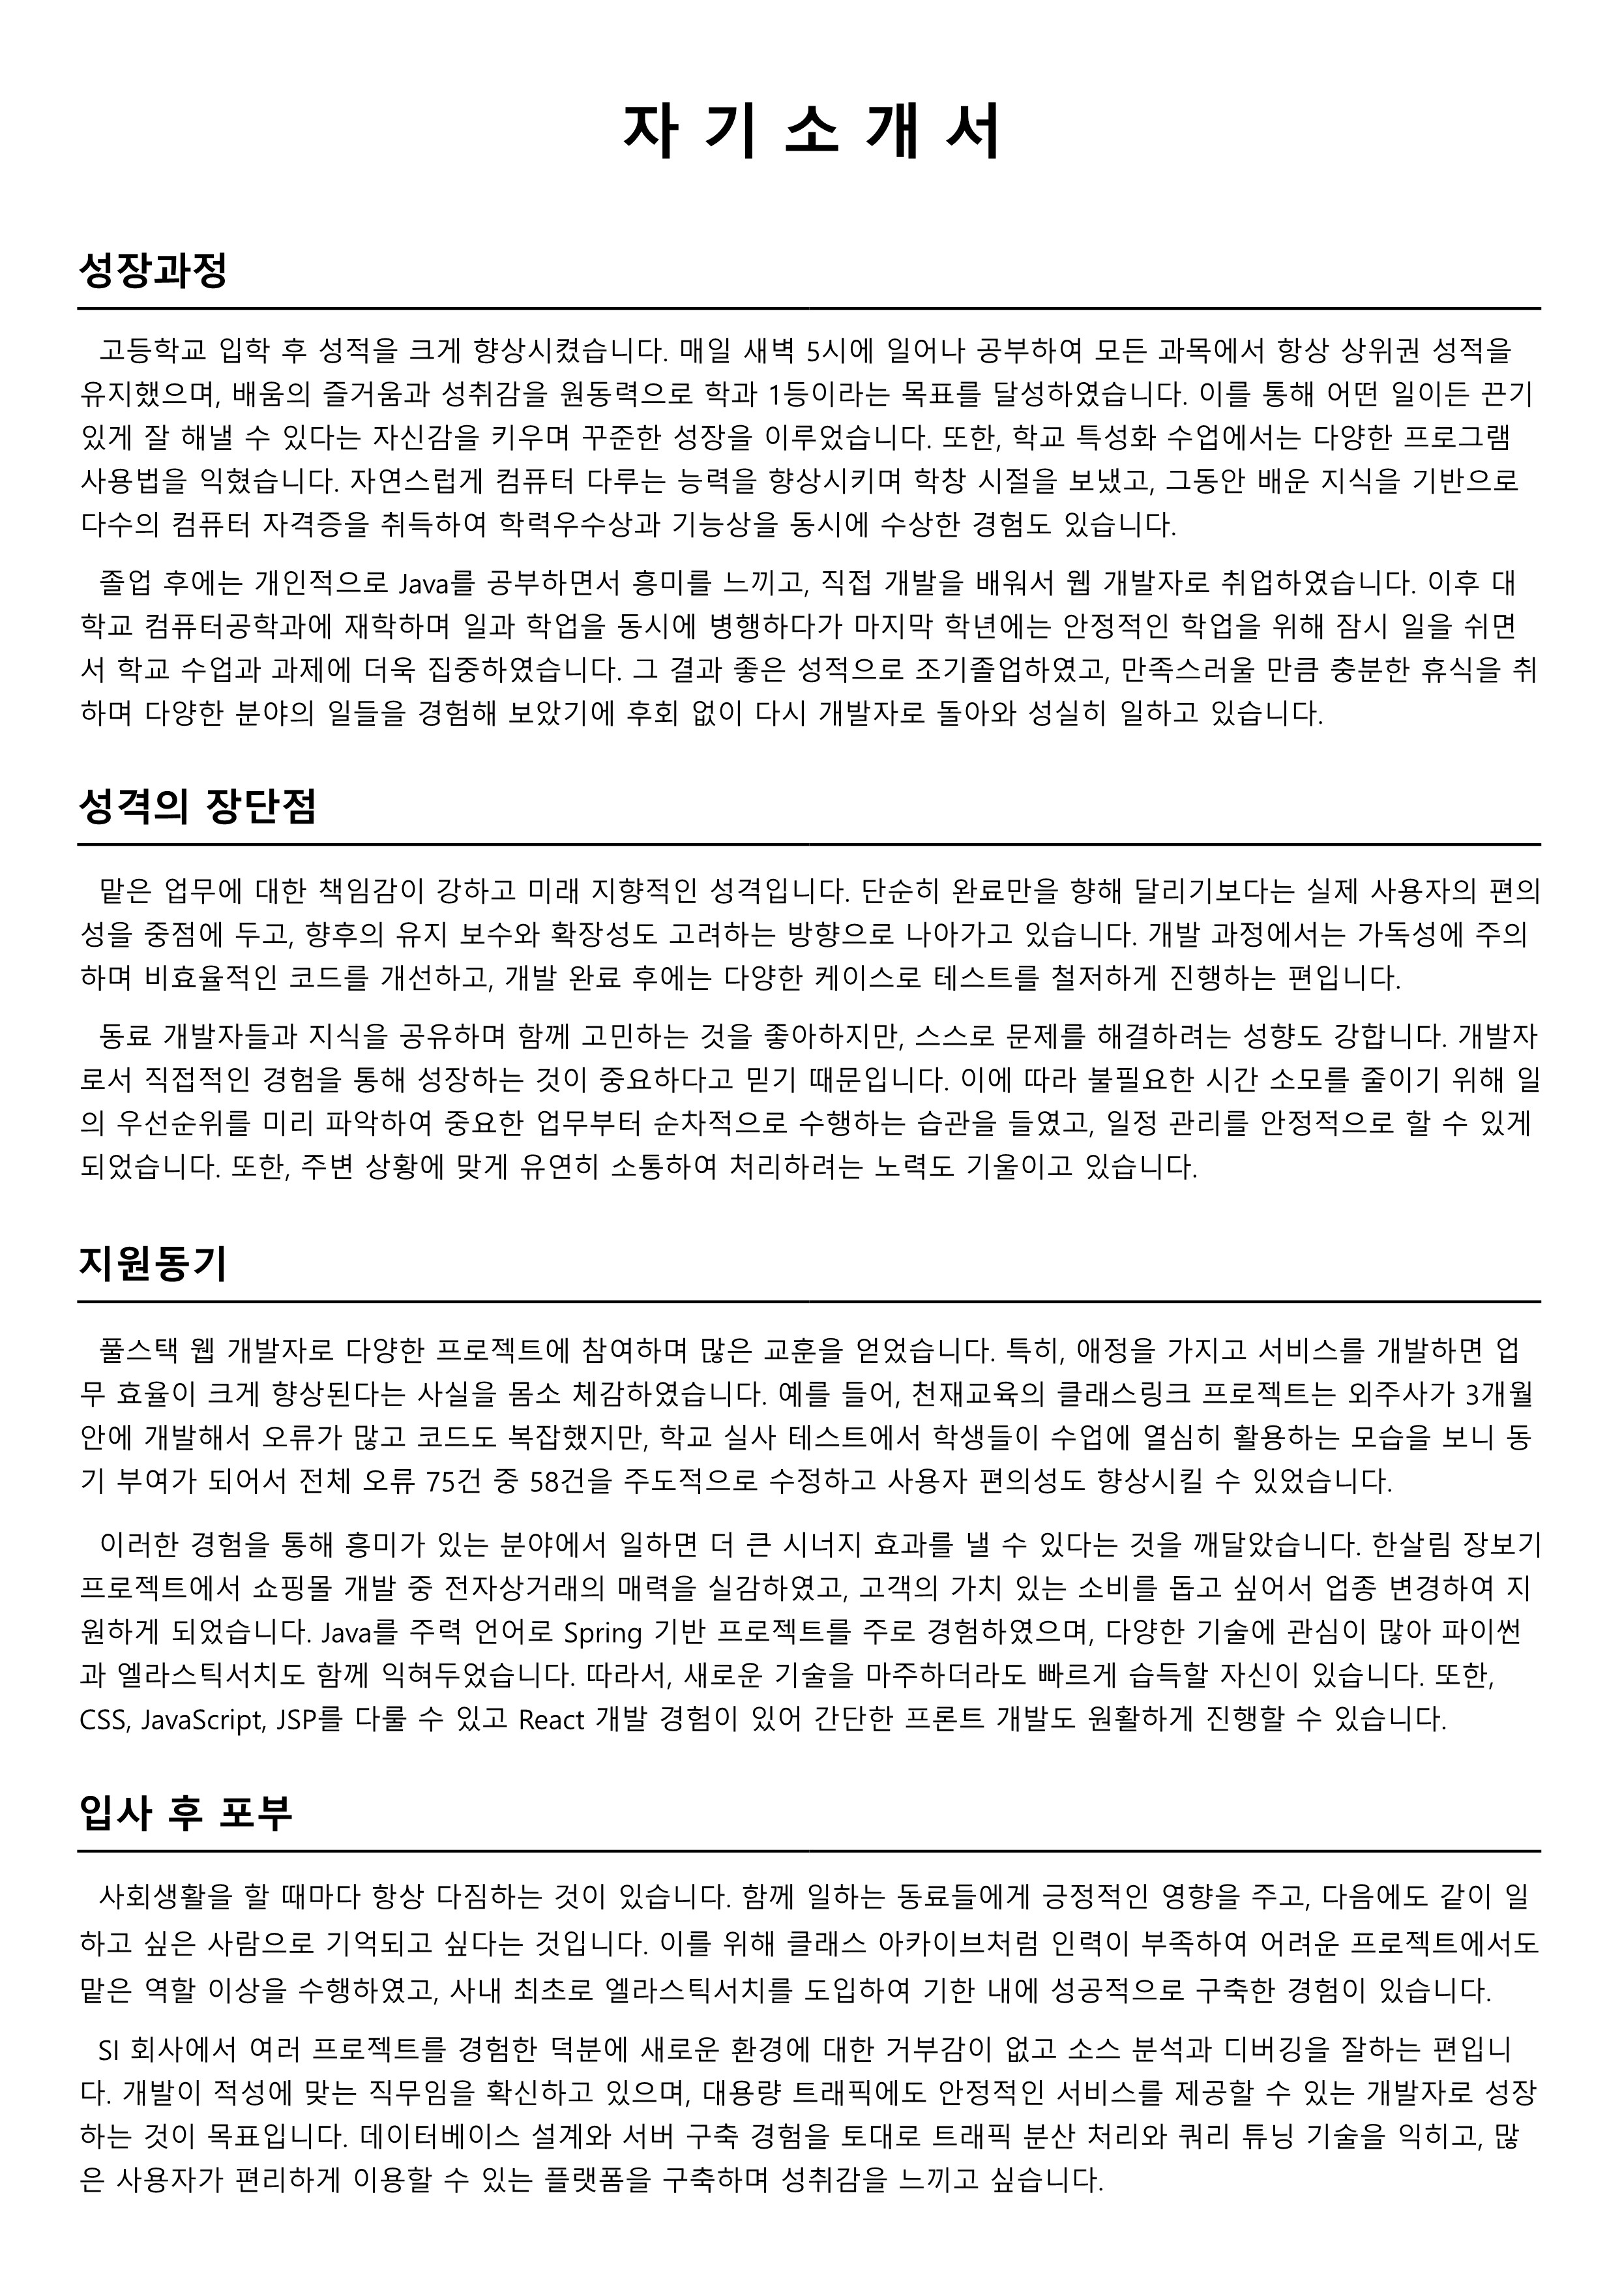 자 기 소 개 서
성장과정
고등학교 입학 후 성적을 크게 향상시켰습니다. 매일 새벽 5시에 일어나 공부하여 모든 과목에서 항상 상위권 성적을
유지했으며, 배움의 즐거움과 성취감을 원동력으로 학과 1등이라는 목표를 달성하였습니다. 이를 통해 어떤 일이든 끈기
있게 잘 해낼 수 있다는 자신감을 키우며 꾸준한 성장을 이루었습니다. 또한, 학교 특성화 수업에서는 다양한 프로그램
사용법을 익혔습니다. 자연스럽게 컴퓨터 다루는 능력을 향상시키며 학창 시절을 보냈고, 그동안 배운 지식을 기반으로
다수의 컴퓨터 자격증을 취득하여 학력우수상과 기능상을 동시에 수상한 경험도 있습니다.
졸업 후에는 개인적으로 Java를 공부하면서 흥미를 느끼고, 직접 개발을 배워서 웹 개발자로 취업하였습니다. 이후 대
학교 컴퓨터공학과에 재학하며 일과 학업을 동시에 병행하다가 마지막 학년에는 안정적인 학업을 위해 잠시 일을 쉬면
서 학교 수업과 과제에 더욱 집중하였습니다. 그 결과 좋은 성적으로 조기졸업하였고, 만족스러울 만큼 충분한 휴식을 취
하며 다양한 분야의 일들을 경험해 보았기에 후회 없이 다시 개발자로 돌아와 성실히 일하고 있습니다.
성격의 장단점
맡은 업무에 대한 책임감이 강하고 미래 지향적인 성격입니다. 단순히 완료만을 향해 달리기보다는 실제 사용자의 편의
성을 중점에 두고, 향후의 유지 보수와 확장성도 고려하는 방향으로 나아가고 있습니다. 개발 과정에서는 가독성에 주의
하며 비효율적인 코드를 개선하고, 개발 완료 후에는 다양한 케이스로 테스트를 철저하게 진행하는 편입니다.
동료 개발자들과 지식을 공유하며 함께 고민하는 것을 좋아하지만, 스스로 문제를 해결하려는 성향도 강합니다. 개발자
로서 직접적인 경험을 통해 성장하는 것이 중요하다고 믿기 때문입니다. 이에 따라 불필요한 시간 소모를 줄이기 위해 일
의 우선순위를 미리 파악하여 중요한 업무부터 순차적으로 수행하는 습관을 들였고, 일정 관리를 안정적으로 할 수 있게
되었습니다. 또한, 주변 상황에 맞게 유연히 소통하여 처리하려는 노력도 기울이고 있습니다.
지원동기
풀스택 웹 개발자로 다양한 프로젝트에 참여하며 많은 교훈을 얻었습니다. 특히, 애정을 가지고 서비스를 개발하면 업
무 효율이 크게 향상된다는 사실을 몸소 체감하였습니다. 예를 들어, 천재교육의 클래스링크 프로젝트는 외주사가 3개월
안에 개발해서 오류가 많고 코드도 복잡했지만, 학교 실사 테스트에서 학생들이 수업에 열심히 활용하는 모습을 보니 동
기 부여가 되어서 전체 오류 75건 중 58건을 주도적으로 수정하고 사용자 편의성도 향상시킬 수 있었습니다.
이러한 경험을 통해 흥미가 있는 분야에서 일하면 더 큰 시너지 효과를 낼 수 있다는 것을 깨달았습니다. 한살림 장보기
프로젝트에서 쇼핑몰 개발 중 전자상거래의 매력을 실감하였고, 고객의 가치 있는 소비를 돕고 싶어서 업종 변경하여 지
원하게 되었습니다. Java를 주력 언어로 Spring 기반 프로젝트를 주로 경험하였으며, 다양한 기술에 관심이 많아 파이썬
과 엘라스틱서치도 함께 익혀두었습니다. 따라서, 새로운 기술을 마주하더라도 빠르게 습득할 자신이 있습니다. 또한,
CSS, JavaScript, JSP를 다룰 수 있고 React 개발 경험이 있어 간단한 프론트 개발도 원활하게 진행할 수 있습니다.
입사 후 포부
사회생활을 할 때마다 항상 다짐하는 것이 있습니다. 함께 일하는 동료들에게 긍정적인 영향을 주고, 다음에도 같이 일
하고 싶은 사람으로 기억되고 싶다는 것입니다. 이를 위해 클래스 아카이브처럼 인력이 부족하여 어려운 프로젝트에서도
맡은 역할 이상을 수행하였고, 사내 최초로 엘라스틱서치를 도입하여 기한 내에 성공적으로 구축한 경험이 있습니다.
SI 회사에서 여러 프로젝트를 경험한 덕분에 새로운 환경에 대한 거부감이 없고 소스 분석과 디버깅을 잘하는 편입니
다. 개발이 적성에 맞는 직무임을 확신하고 있으며, 대용량 트래픽에도 안정적인 서비스를 제공할 수 있는 개발자로 성장
하는 것이 목표입니다. 데이터베이스 설계와 서버 구축 경험을 토대로 트래픽 분산 처리와 쿼리 튜닝 기술을 익히고, 많
은 사용자가 편리하게 이용할 수 있는 플랫폼을 구축하며 성취감을 느끼고 싶습니다.